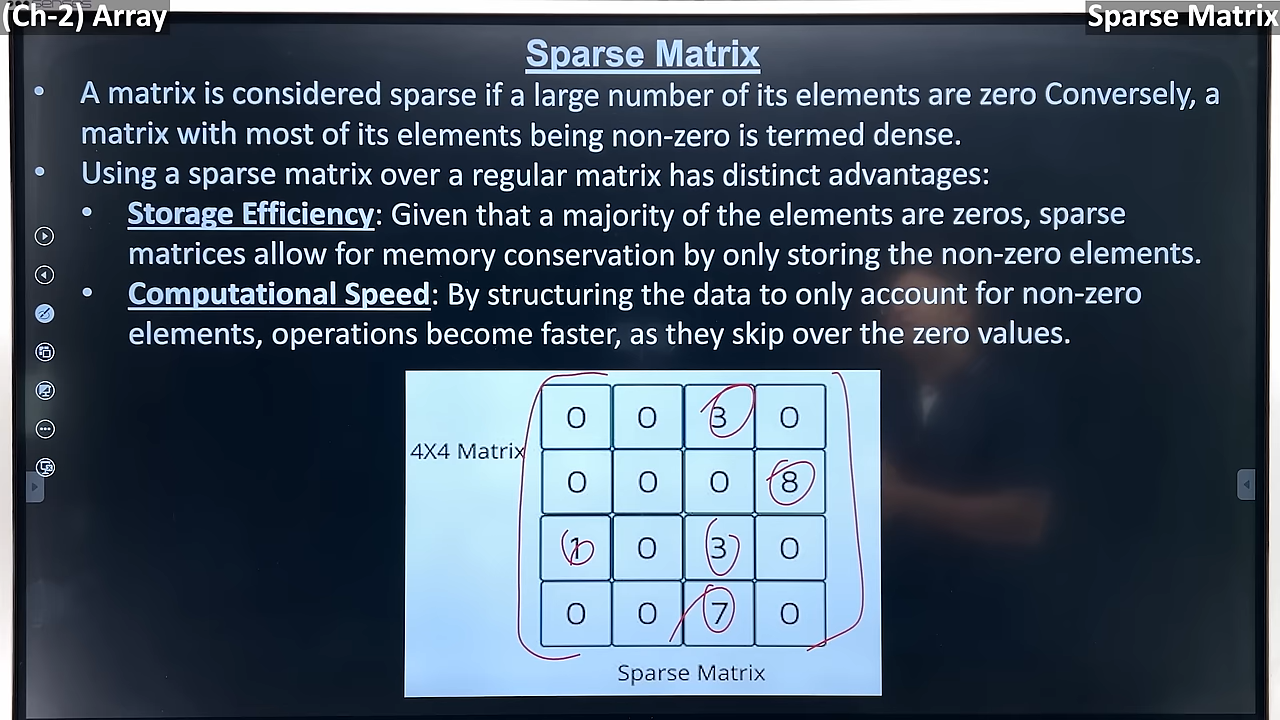 (Ch-2) Array
Sparse Matrix
Sparse Matrix
• A matrix is considered sparse if a large number of its elements are zero Conversely, a
matrix with most of its elements being non-zero is termed dense.
• Using a sparse matrix over a regular matrix has distinct advantages:
• Storage Efficiency: Given that a majority of the elements are zeros, sparse
matrices allow for memory conservation by only storing the non-zero elements.
• Computational Speed: By structuring the data to only account for non-zero
elements, operations become faster, as they skip over the zero values.
4X4 Matrix
0 0 3 0
0 0 0 8
1 0 3 0
0 0 7 0
Sparse Matrix